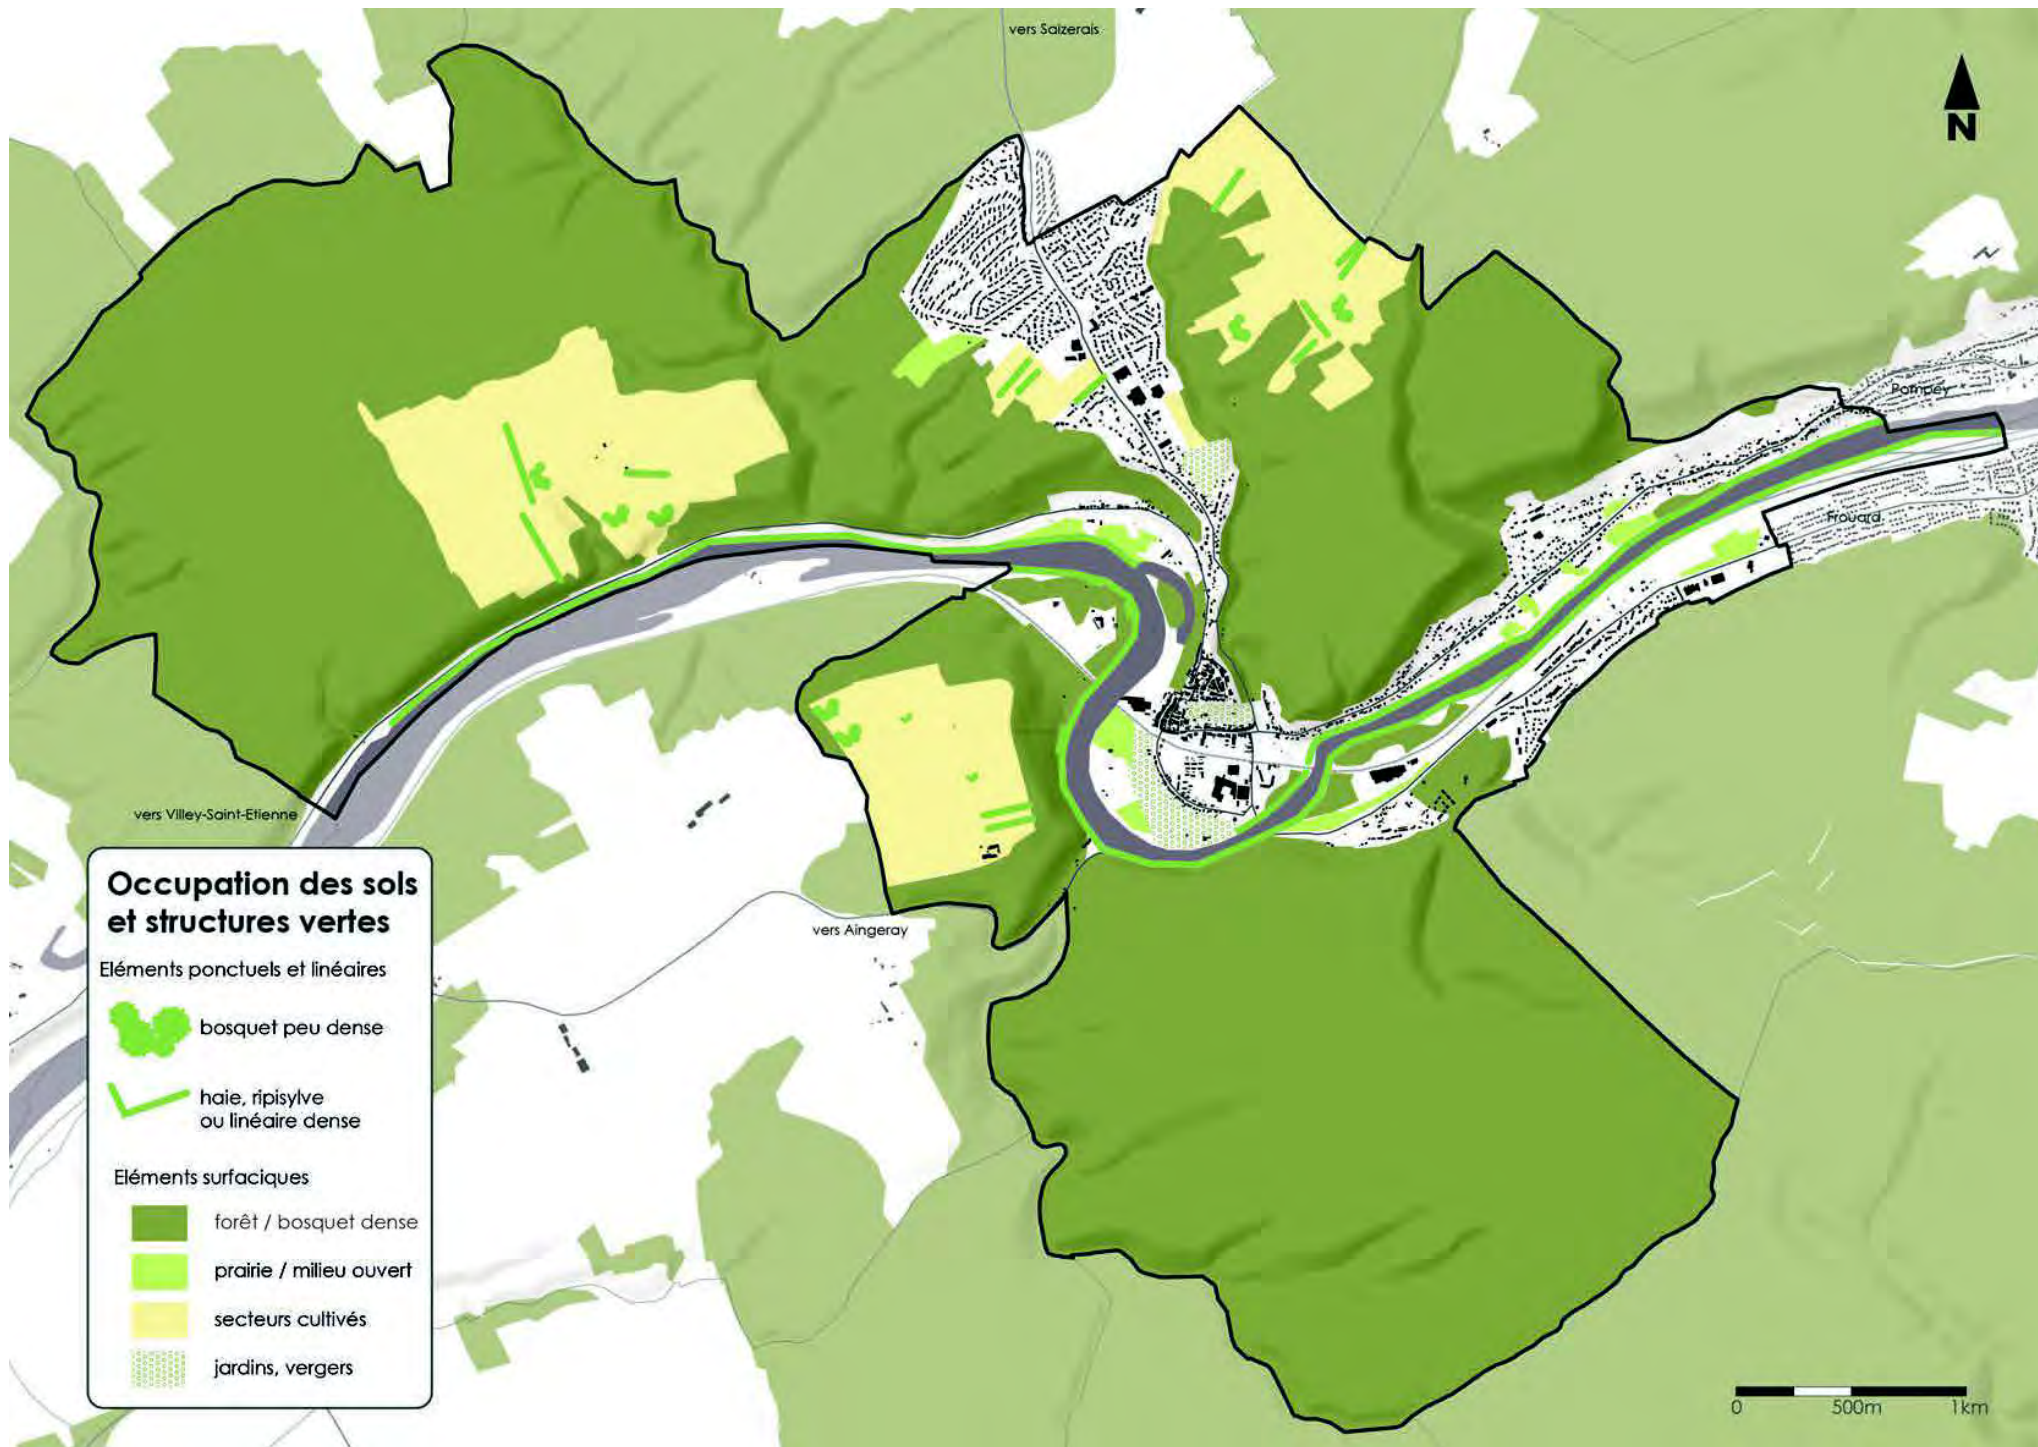 vers Saizerais
N
Pompey
Frouard
vers Villey-Saint-Etienne
vers Aingeray
Occupation des sols
et structures vertes
Eléments ponctuels et linéaires
bosquet peu dense
haie, ripisylve
ou linéaire dense
Eléments surfaciques
forêt / bosquet dense
prairie / milieu ouvert
secteurs cultivés
jardins, vergers
0 500m 1km